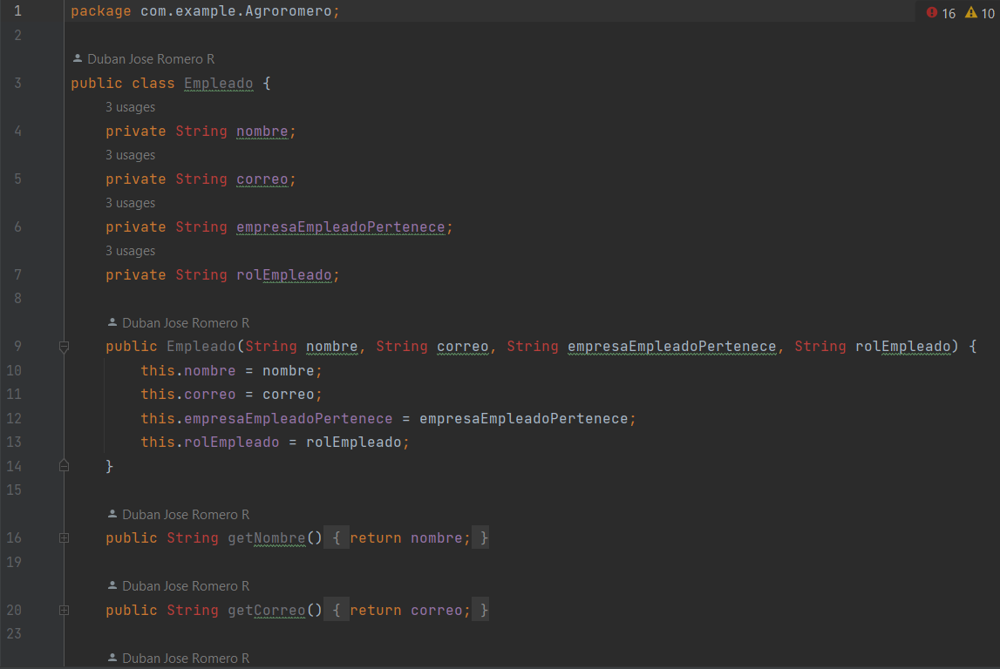 1 package com.example.Agroromero; 16 10
2
Duban Jose Romero R
3 public class Empleado {
3 usages
4 private String nombre;
3 usages
5 private String correo;
3 usages
6 private String empresaEmpleadoPertenece;
3 usages
7 private String rolEmpleado;
8
Duban Jose Romero R
9 public Empleado(String nombre, String correo, String empresaEmpleadoPertenece, String rolEmpleado) {
10 this.nombre = nombre;
11 this.correo = correo;
12 this.empresaEmpleadoPertenece = empresaEmpleadoPertenece;
13 this.rolEmpleado = rolEmpleado;
14 }
15
Duban Jose Romero R
16 public String getNombre() { return nombre; }
19
Duban Jose Romero R
20 public String getCorreo() { return correo; }
23
Duban Jose Romero R